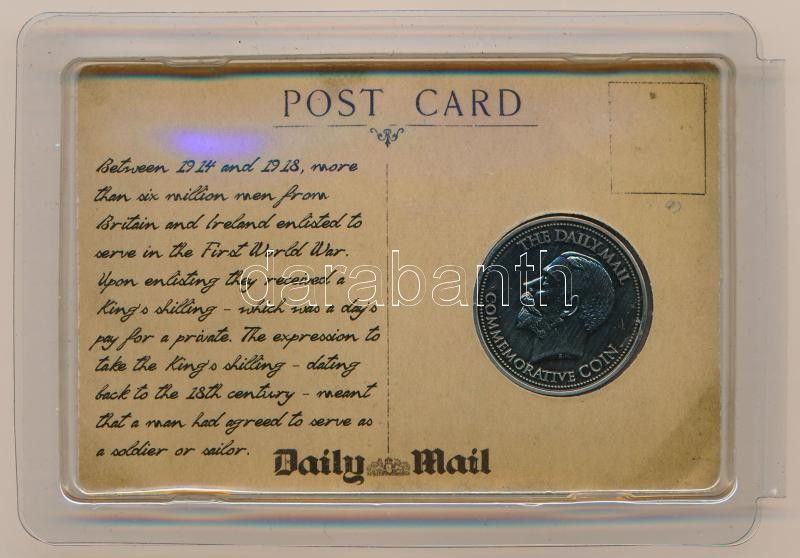 POST CARD
Between 1914 and 1918, more
than six million men from
Britain and Ireland enlisted to
serve in the First World War.
Upon enlisting they received a
King's shilling – which was a day's
pay for a private. The expression to
take the King's shilling – dating
back to the 18th century – meant
that a man had agreed to serve as
a soldier or sailor.
THE DAILY MAIL
COMMEMORATIVE COIN
darabanth
Daily Mail